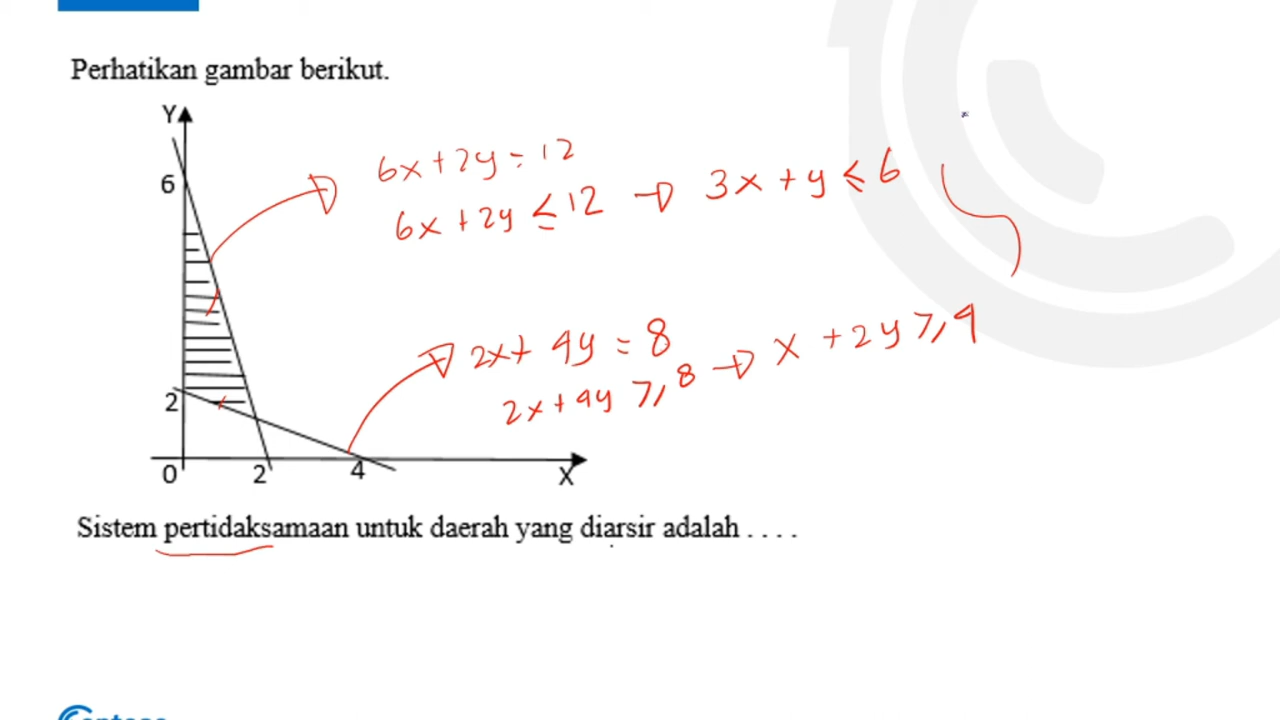 Perhatikan gambar berikut.
Y
6
6x + 2y = 12
6x + 2y ≤ 12 → 3x + y ≤ 6
2x + 4y = 8
2x + 4y ≥ 8 → x + 2y ≥ 4
2
0 2 4 X
Sistem pertidaksamaan untuk daerah yang diarsir adalah . . . .